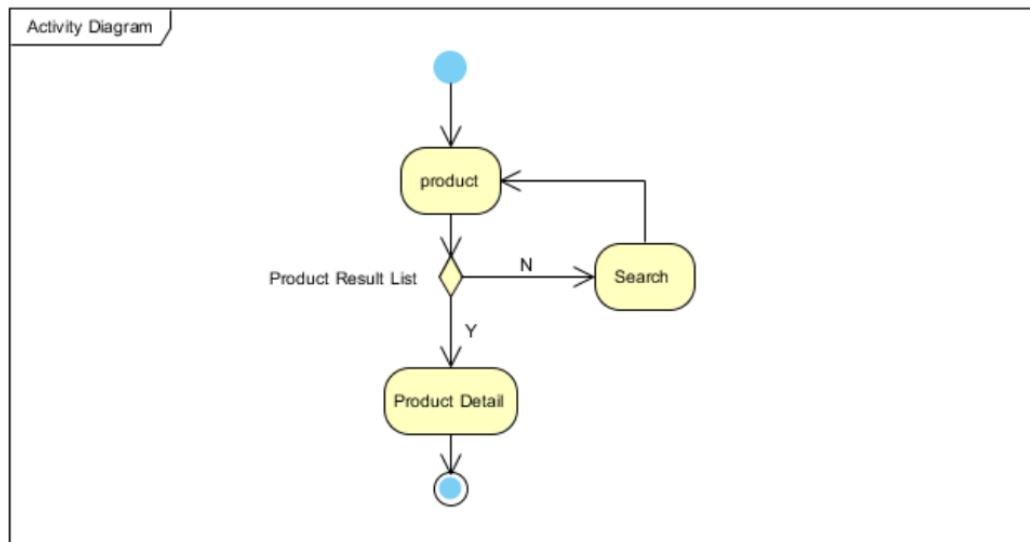 Activity Diagram
product
Product Result List
N
Search
Y
Product Detail